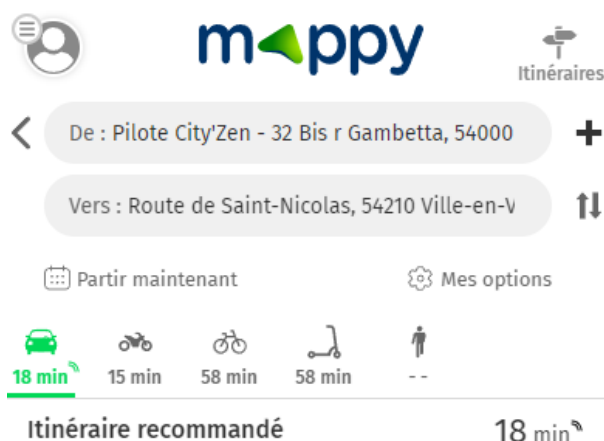 mappy
Itinéraires
De : Pilote City'Zen - 32 Bis r Gambetta, 54000
Vers : Route de Saint-Nicolas, 54210 Ville-en-V
Partir maintenant
Mes options
18 min
15 min
58 min
58 min
--
Itinéraire recommandé
18 min